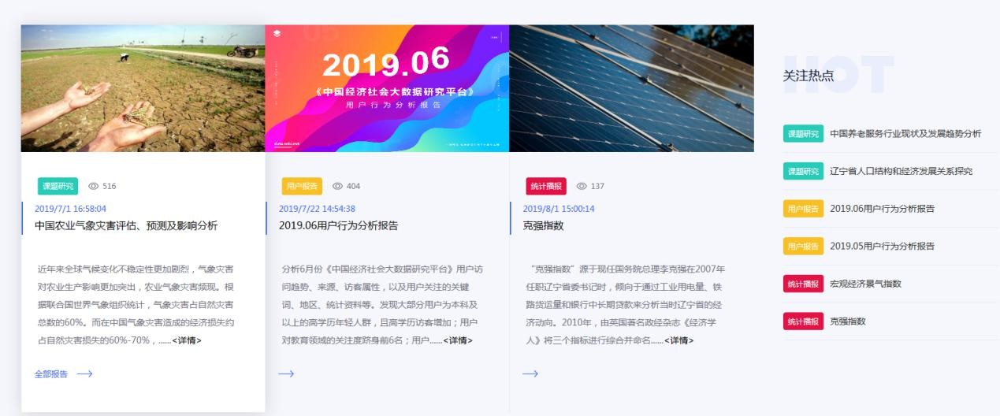 2019.06
《中国经济社会大数据研究平台》
用户行为分析报告
课题研究 516
2019/7/1 16:58:04
中国农业气象灾害评估、预测及影响分析
近年来全球气候变化不稳定性更加剧烈，气象灾害
对农业生产影响更加突出，农业气象灾害频现。根
据联合国世界气象组织统计，气象灾害占自然灾害
总数的60%。而在中国气象灾害造成的经济损失约
占自然灾害损失的60%-70%，......<详情>
全部报告
用户报告 404
2019/7/22 14:54:38
2019.06用户行为分析报告
分析6月份《中国经济社会大数据研究平台》用户访
问趋势、来源、访客属性，以及用户关注的关键
词、地区、统计资料等。发现大部分用户为本科及
以上的高学历年轻人群，且高学历访客增加；用户
对教育领域的关注度跻身前6名；用户......<详情>
统计播报 137
2019/8/1 15:00:14
克强指数
“克强指数”源于现任国务院总理李克强在2007年
任职辽宁省委书记时，倾向于通过工业用电量、铁
路货运量和银行中长期贷款来分析当时辽宁省的经
济动向。2010年，由英国著名政经杂志《经济学
人》将三个指标进行综合并命名......<详情>
HOT
关注热点
课题研究 中国养老服务行业现状及发展趋势分析
课题研究 辽宁省人口结构和经济发展关系探究
用户报告 2019.06用户行为分析报告
用户报告 2019.05用户行为分析报告
统计播报 宏观经济景气指数
统计播报 克强指数